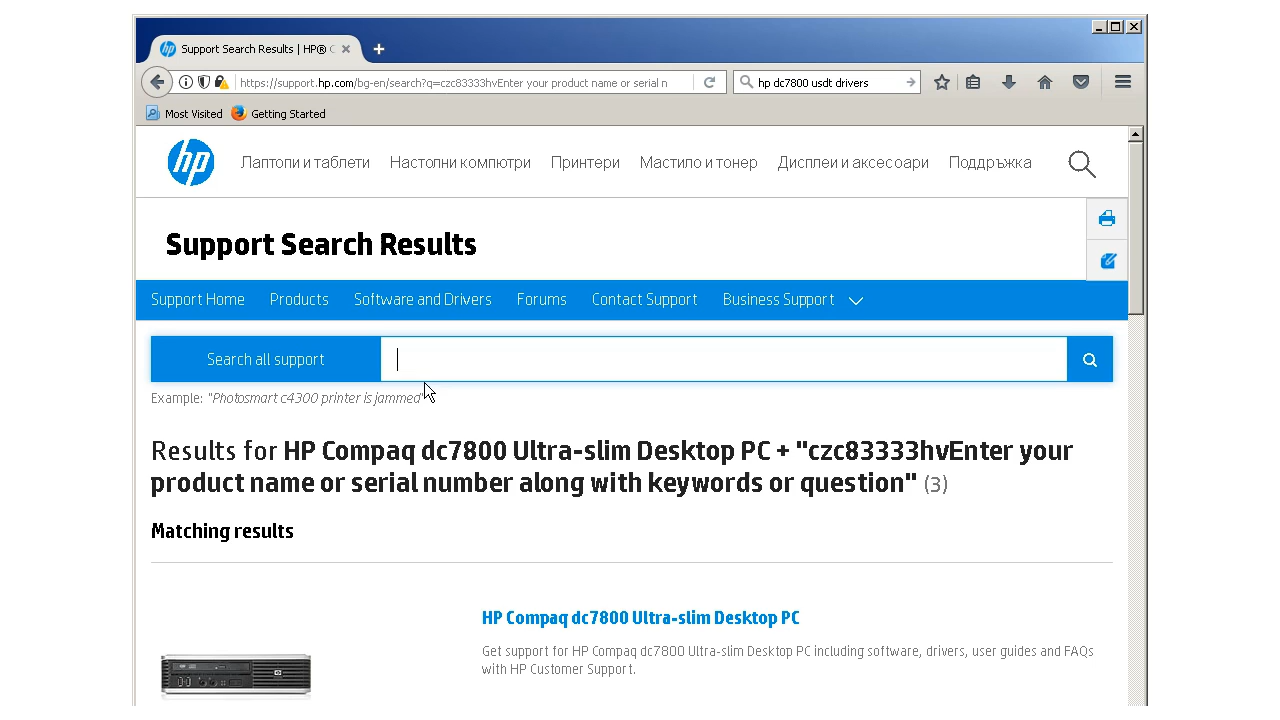 Support Search Results | HP® C
https://support.hp.com/bg-en/search?q=czc83333hvEnter your product name or serial n
hp dc7800 usdt drivers
Most Visited
Getting Started
hp
Лаптопи и таблети
Настолни компютри
Принтери
Мастило и тонер
Дисплеи и аксесоари
Поддръжка
Support Search Results
Support Home
Products
Software and Drivers
Forums
Contact Support
Business Support
Search all support
Example: "Photosmart c4300 printer is jammed"
Results for HP Compaq dc7800 Ultra-slim Desktop PC + "czc83333hvEnter your
product name or serial number along with keywords or question" (3)
Matching results
HP Compaq dc7800 Ultra-slim Desktop PC
Get support for HP Compaq dc7800 Ultra-slim Desktop PC including software, drivers, user guides and FAQs
with HP Customer Support.